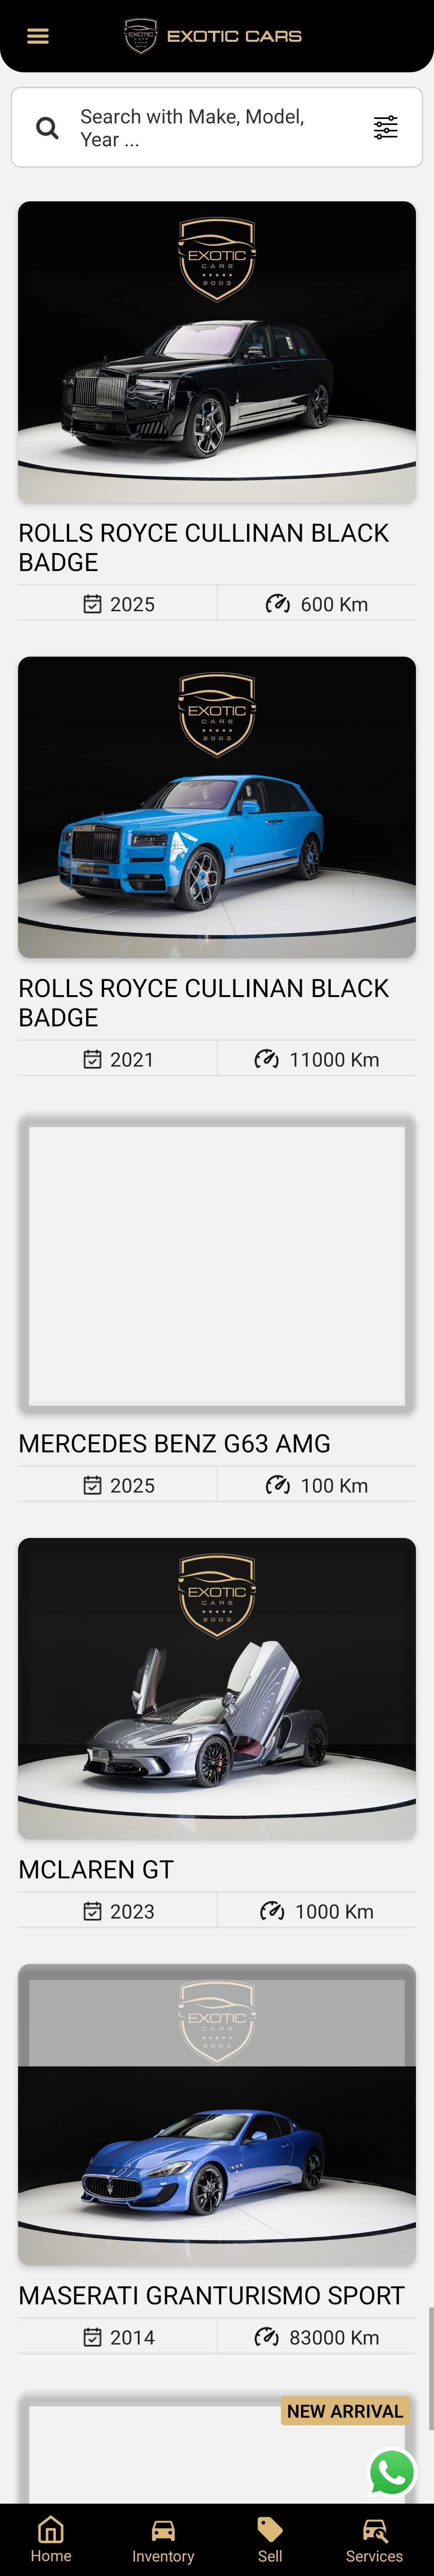 EXOTIC CARS
Search with Make, Model,
Year ...
EXOTIC
CARS
2003
ROLLS ROYCE CULLINAN BLACK
BADGE
2025
600 Km
EXOTIC
CARS
2003
ROLLS ROYCE CULLINAN BLACK
BADGE
2021
11000 Km
MERCEDES BENZ G63 AMG
2025
100 Km
EXOTIC
CARS
2003
MCLAREN GT
2023
1000 Km
EXOTIC
CARS
2003
MASERATI GRANTURISMO SPORT
2014
83000 Km
NEW ARRIVAL
Home
Inventory
Sell
Services